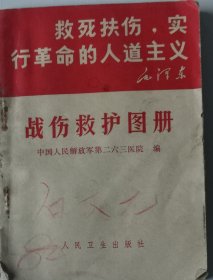 救死扶伤，实
行革命的人道主义
毛泽东
战伤救护图册
中国人民解放军第二六三医院 编
人民卫生出版社